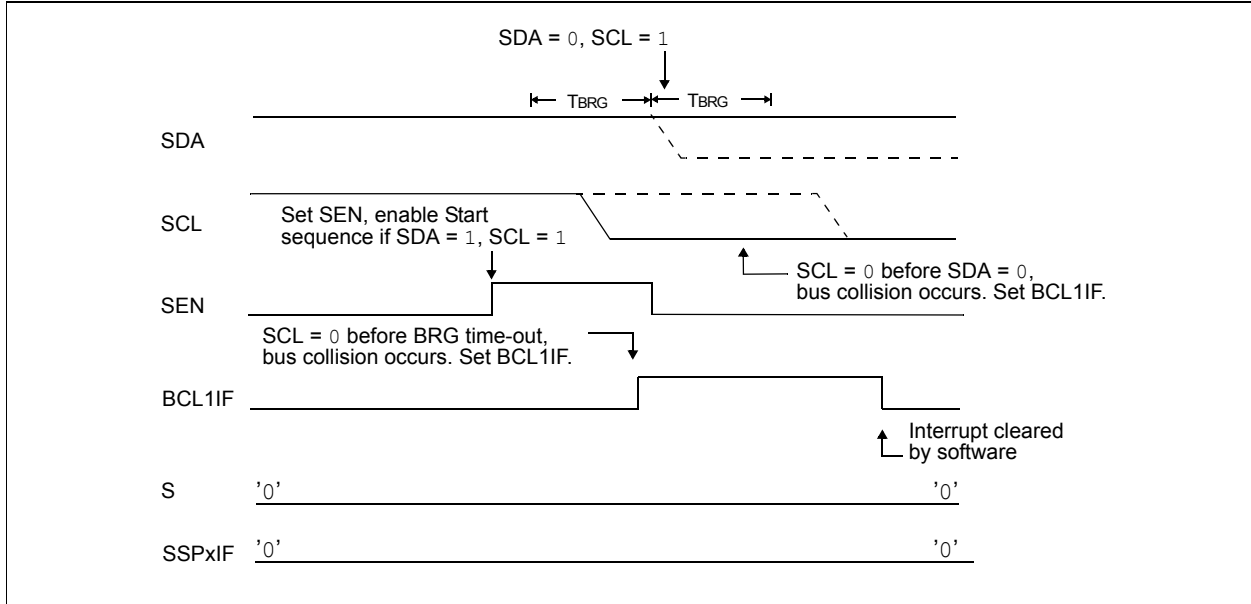 SDA = 0, SCL = 1
TBRG TBRG
SDA
SCL
Set SEN, enable Start
sequence if SDA = 1, SCL = 1
SCL = 0 before SDA = 0,
bus collision occurs. Set BCL1IF.
SEN
SCL = 0 before BRG time-out,
bus collision occurs. Set BCL1IF.
BCL1IF
Interrupt cleared
by software
S '0' '0'
SSPxIF '0' '0'